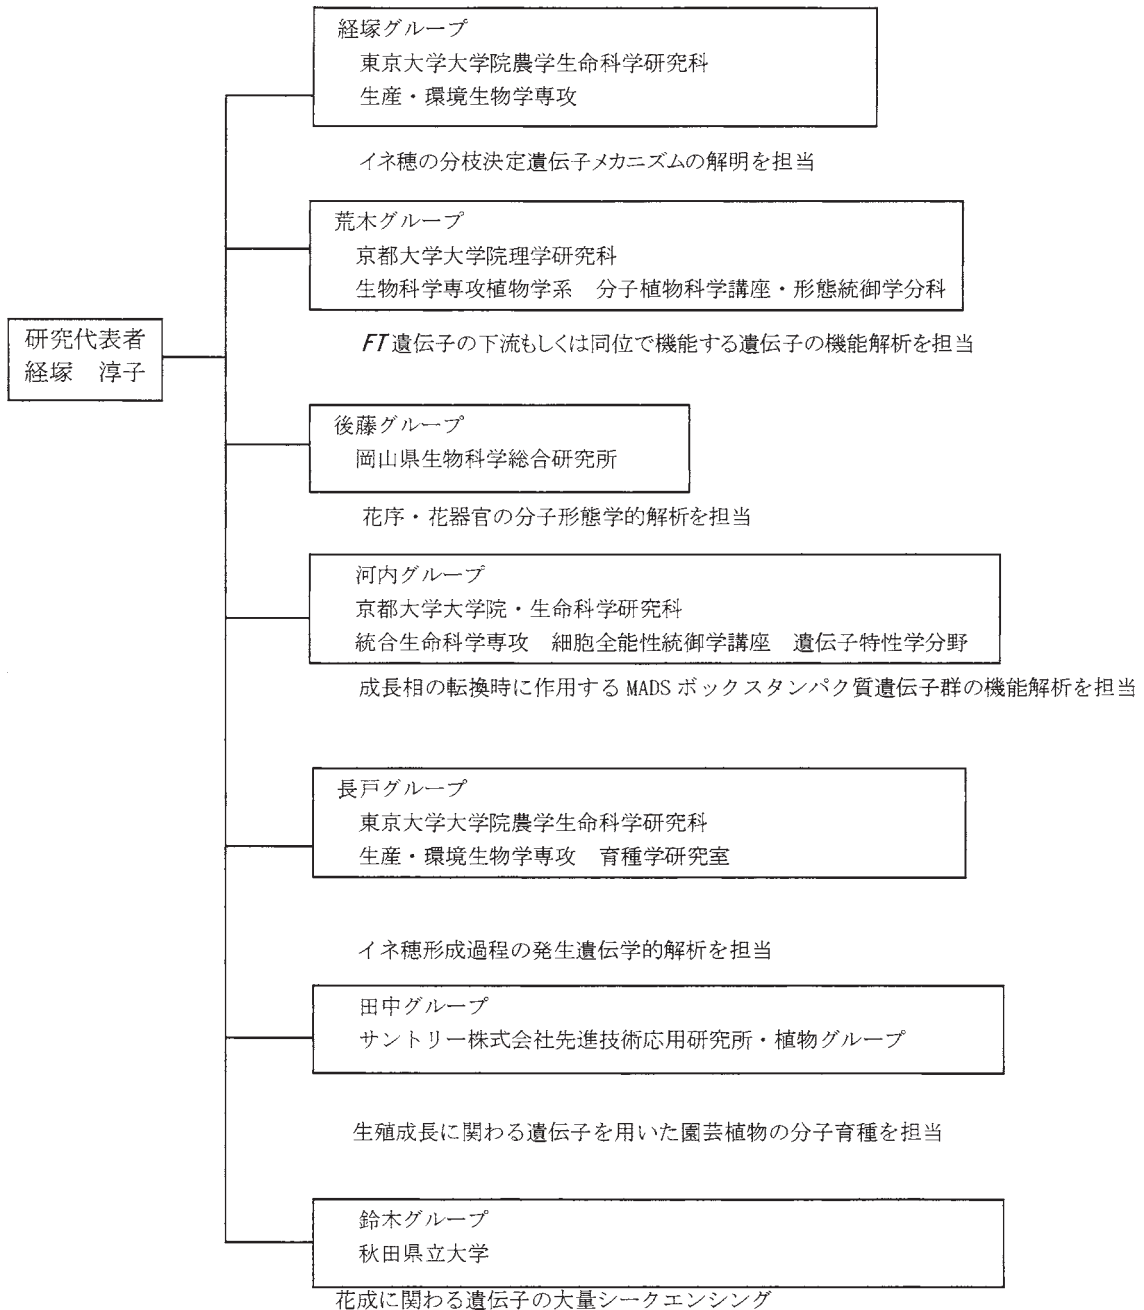 経塚グループ
東京大学大学院農学生命科学研究科
生産・環境生物学専攻
イネ穂の分枝決定遺伝子メカニズムの解明を担当
荒木グループ
京都大学大学院理学研究科
生物科学専攻植物学系　分子植物科学講座・形態統御学分科
FT遺伝子の下流もしくは同位で機能する遺伝子の機能解析を担当
研究代表者
経塚　淳子
後藤グループ
岡山県生物科学総合研究所
花序・花器官の分子形態学的解析を担当
河内グループ
京都大学大学院・生命科学研究科
統合生命科学専攻　細胞全能性統御学講座　遺伝子特性学分野
成長相の転換時に作用する MADS ボックスタンパク質遺伝子群の機能解析を担当
長戸グループ
東京大学大学院農学生命科学研究科
生産・環境生物学専攻　育種学研究室
イネ穂形成過程の発生遺伝学的解析を担当
田中グループ
サントリー株式会社先進技術応用研究所・植物グループ
生殖成長に関わる遺伝子を用いた園芸植物の分子育種を担当
鈴木グループ
秋田県立大学
花成に関わる遺伝子の大量シークエンシング